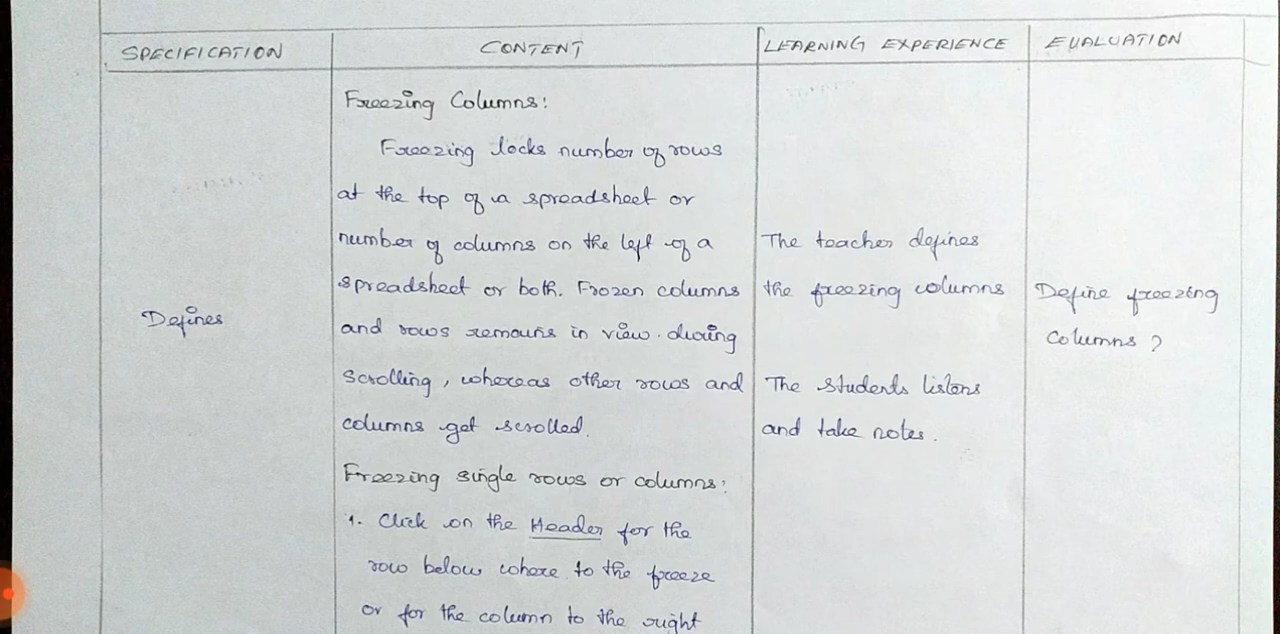 SPECIFICATION
CONTENT
LEARNING EXPERIENCE
EVALUATION
Defines
Freezing Columns:
Freezing locks number of rows
at the top of a spreadsheet or
number of columns on the left of a
spreadsheet or both. Frozen columns
and rows remains in view during
scrolling, whereas other rows and
columns get scrolled.
Freezing single rows or columns:
1. Click on the Header for the
row below where to the freeze
or for the column to the right
The teacher defines
the freezing columns
The students listens
and take notes.
Define freezing
columns ?